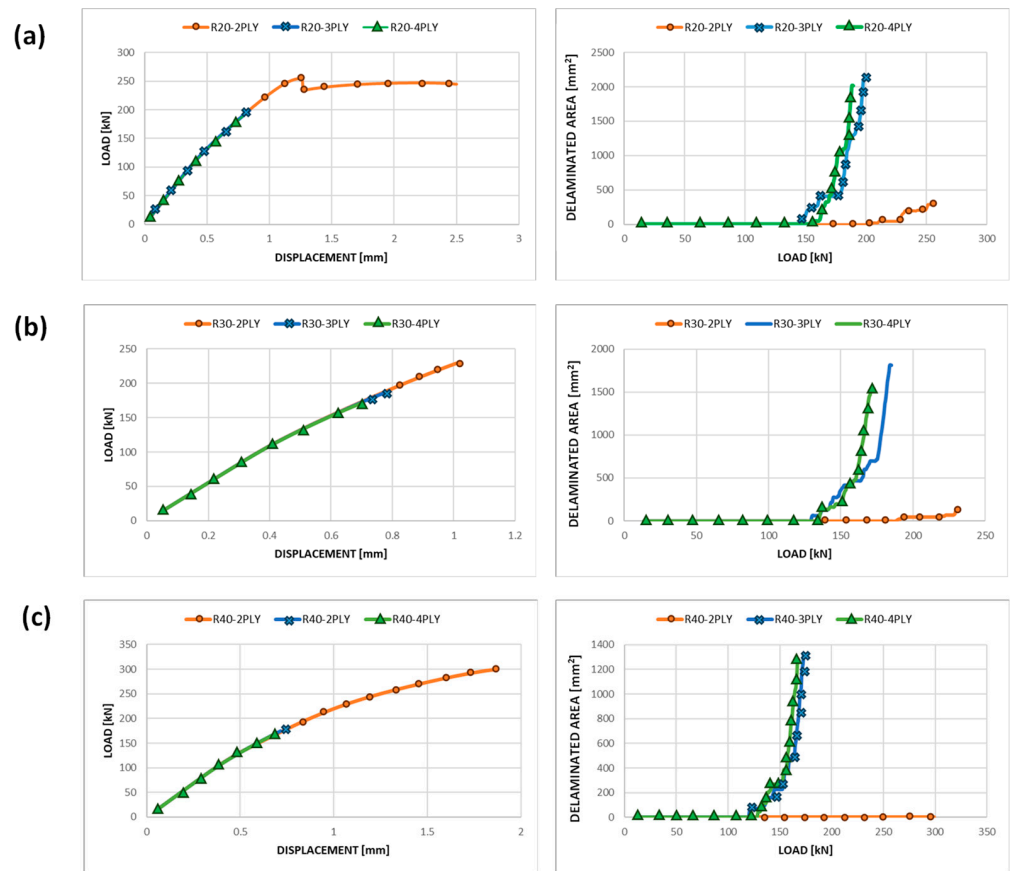 (a)
R20-2PLY R20-3PLY R20-4PLY
LOAD [kN]
300
250
200
150
100
50
0
0 0.5 1 1.5 2 2.5 3
DISPLACEMENT [mm]
R20-2PLY R20-3PLY R20-4PLY
DELAMINATED AREA [mm²]
2500
2000
1500
1000
500
0
0 50 100 150 200 250 300
LOAD [kN]
(b)
R30-2PLY R30-3PLY R30-4PLY
LOAD [kN]
250
200
150
100
50
0
0 0.2 0.4 0.6 0.8 1 1.2
DISPLACEMENT [mm]
R30-2PLY R30-3PLY R30-4PLY
DELAMINATED AREA [mm²]
2000
1500
1000
500
0
0 50 100 150 200 250
LOAD [kN]
(c)
R40-2PLY R40-2PLY R40-4PLY
LOAD [kN]
350
300
250
200
150
100
50
0
0 0.5 1 1.5 2
DISPLACEMENT [mm]
R40-2PLY R40-3PLY R40-4PLY
DELAMINATED AREA [mm²]
1400
1200
1000
800
600
400
200
0
0 50 100 150 200 250 300 350
LOAD [kN]